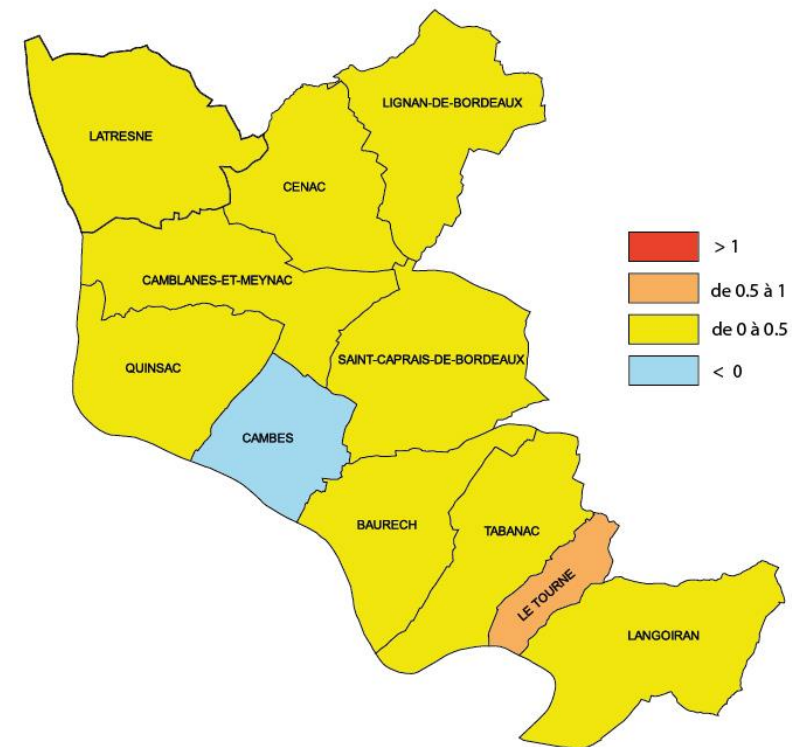 LIGNAN-DE-BORDEAUX
LATRESNE
CENAC
CAMBLANES-ET-MEYNAC
QUINSAC
SAINT-CAPRAIS-DE-BORDEAUX
CAMBES
BAURECH
TABANAC
LE TOURNE
LANGOIRAN
> 1
de 0.5 à 1
de 0 à 0.5
< 0